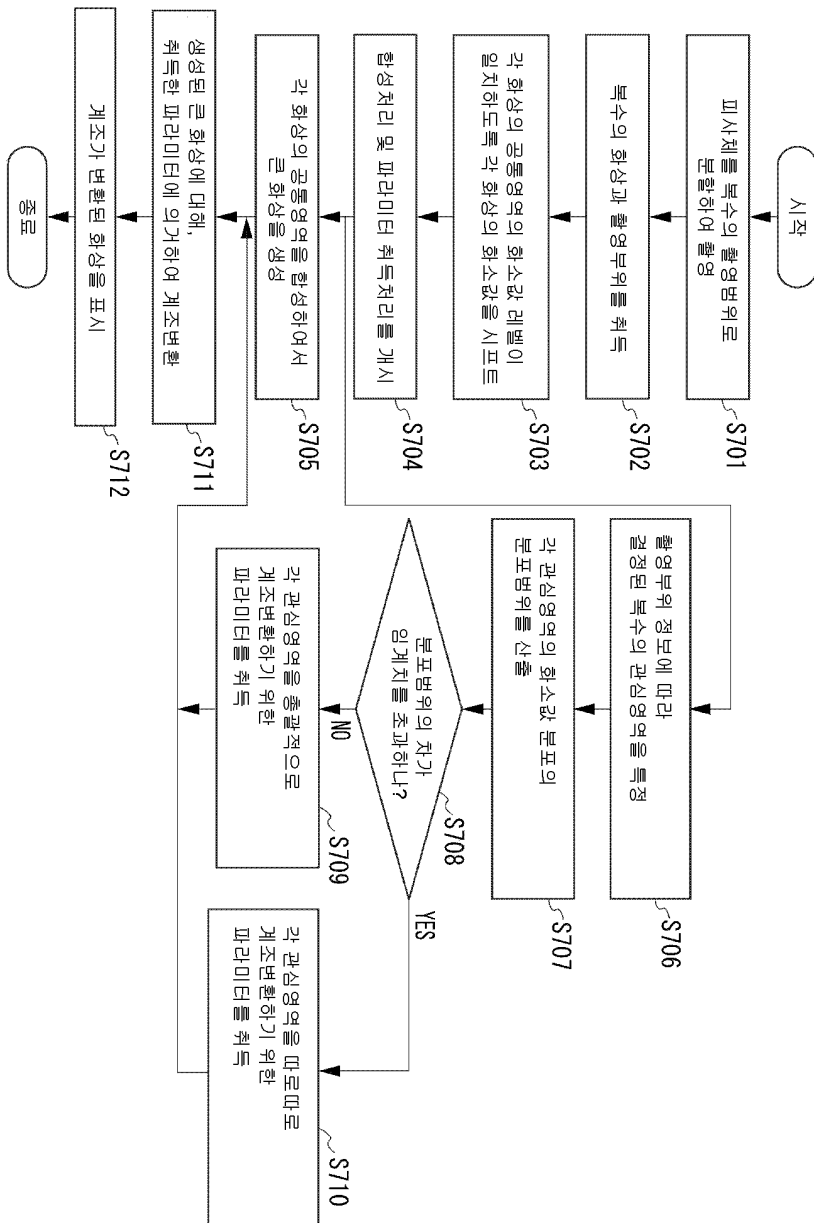 시작
피사체를 복수의 촬영범위로
분할하여 촬영
S701
복수의 화상과 촬영부위를 취득
S702
각 화상의 공통영역의 화소값 레벨이
일치하도록 각 화상의 화소값을 시프트
S703
합성처리 및 파라미터 취득처리를 개시
S704
각 화상의 공통영역을 합성하여서
큰 화상을 생성
S705
촬영부위 정보에 따라
결정된 복수의 관심영역을 특정
S706
각 관심영역의 화소값 분포의
분포범위를 산출
S707
분포범위의 차가
임계치를 초과하나?
S708
NO
YES
각 관심영역을 총괄적으로
계조변환하기 위한
파라미터를 취득
S709
각 관심영역을 따로따로
계조변환하기 위한
파라미터를 취득
S710
생성된 큰 화상에 대해,
취득한 파라미터에 의거하여 계조변환
S711
계조가 변환된 화상을 표시
S712
종료